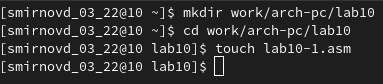 [smirnovd_03_22@10 ~]$ mkdir work/arch-pc/lab10
[smirnovd_03_22@10 ~]$ cd work/arch-pc/lab10
[smirnovd_03_22@10 lab10]$ touch lab10-1.asm
[smirnovd_03_22@10 lab10]$